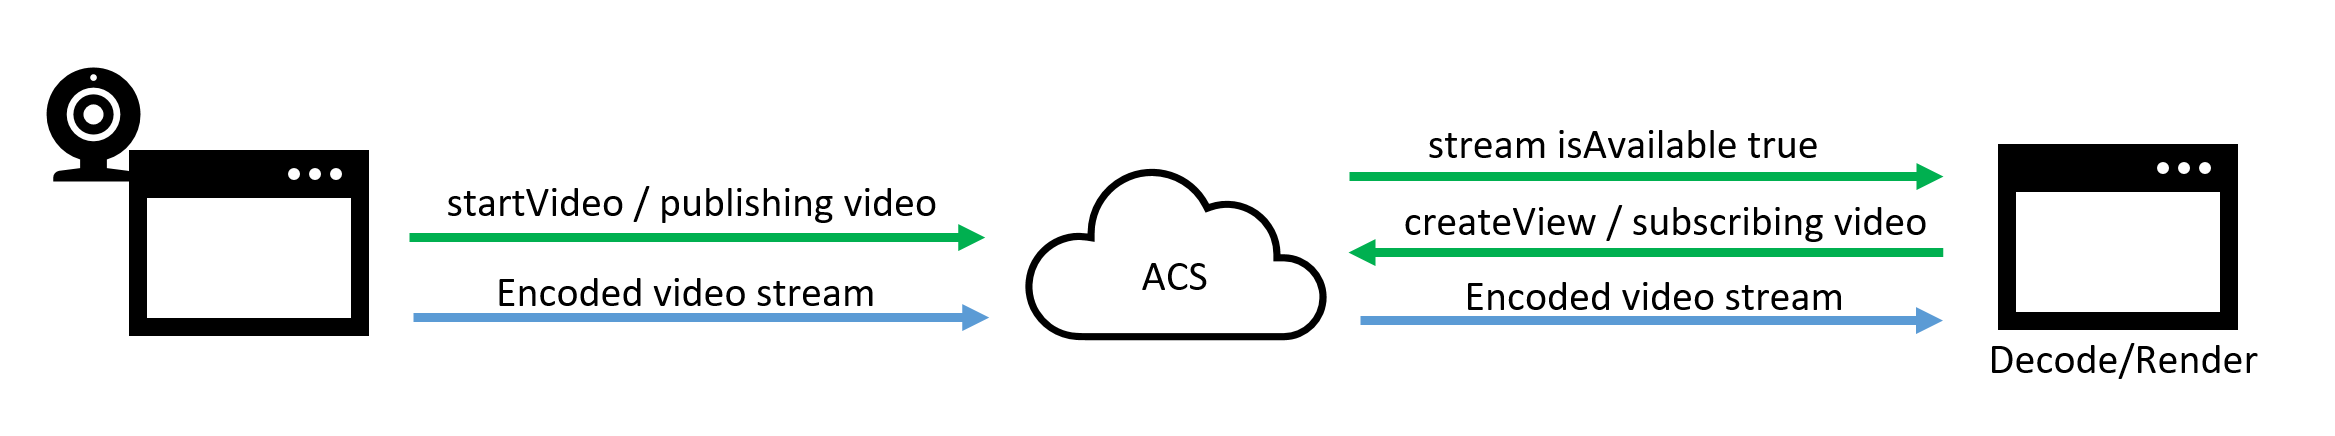 startVideo / publishing video
Encoded video stream
ACS
stream isAvailable true
createView / subscribing video
Encoded video stream
Decode/Render